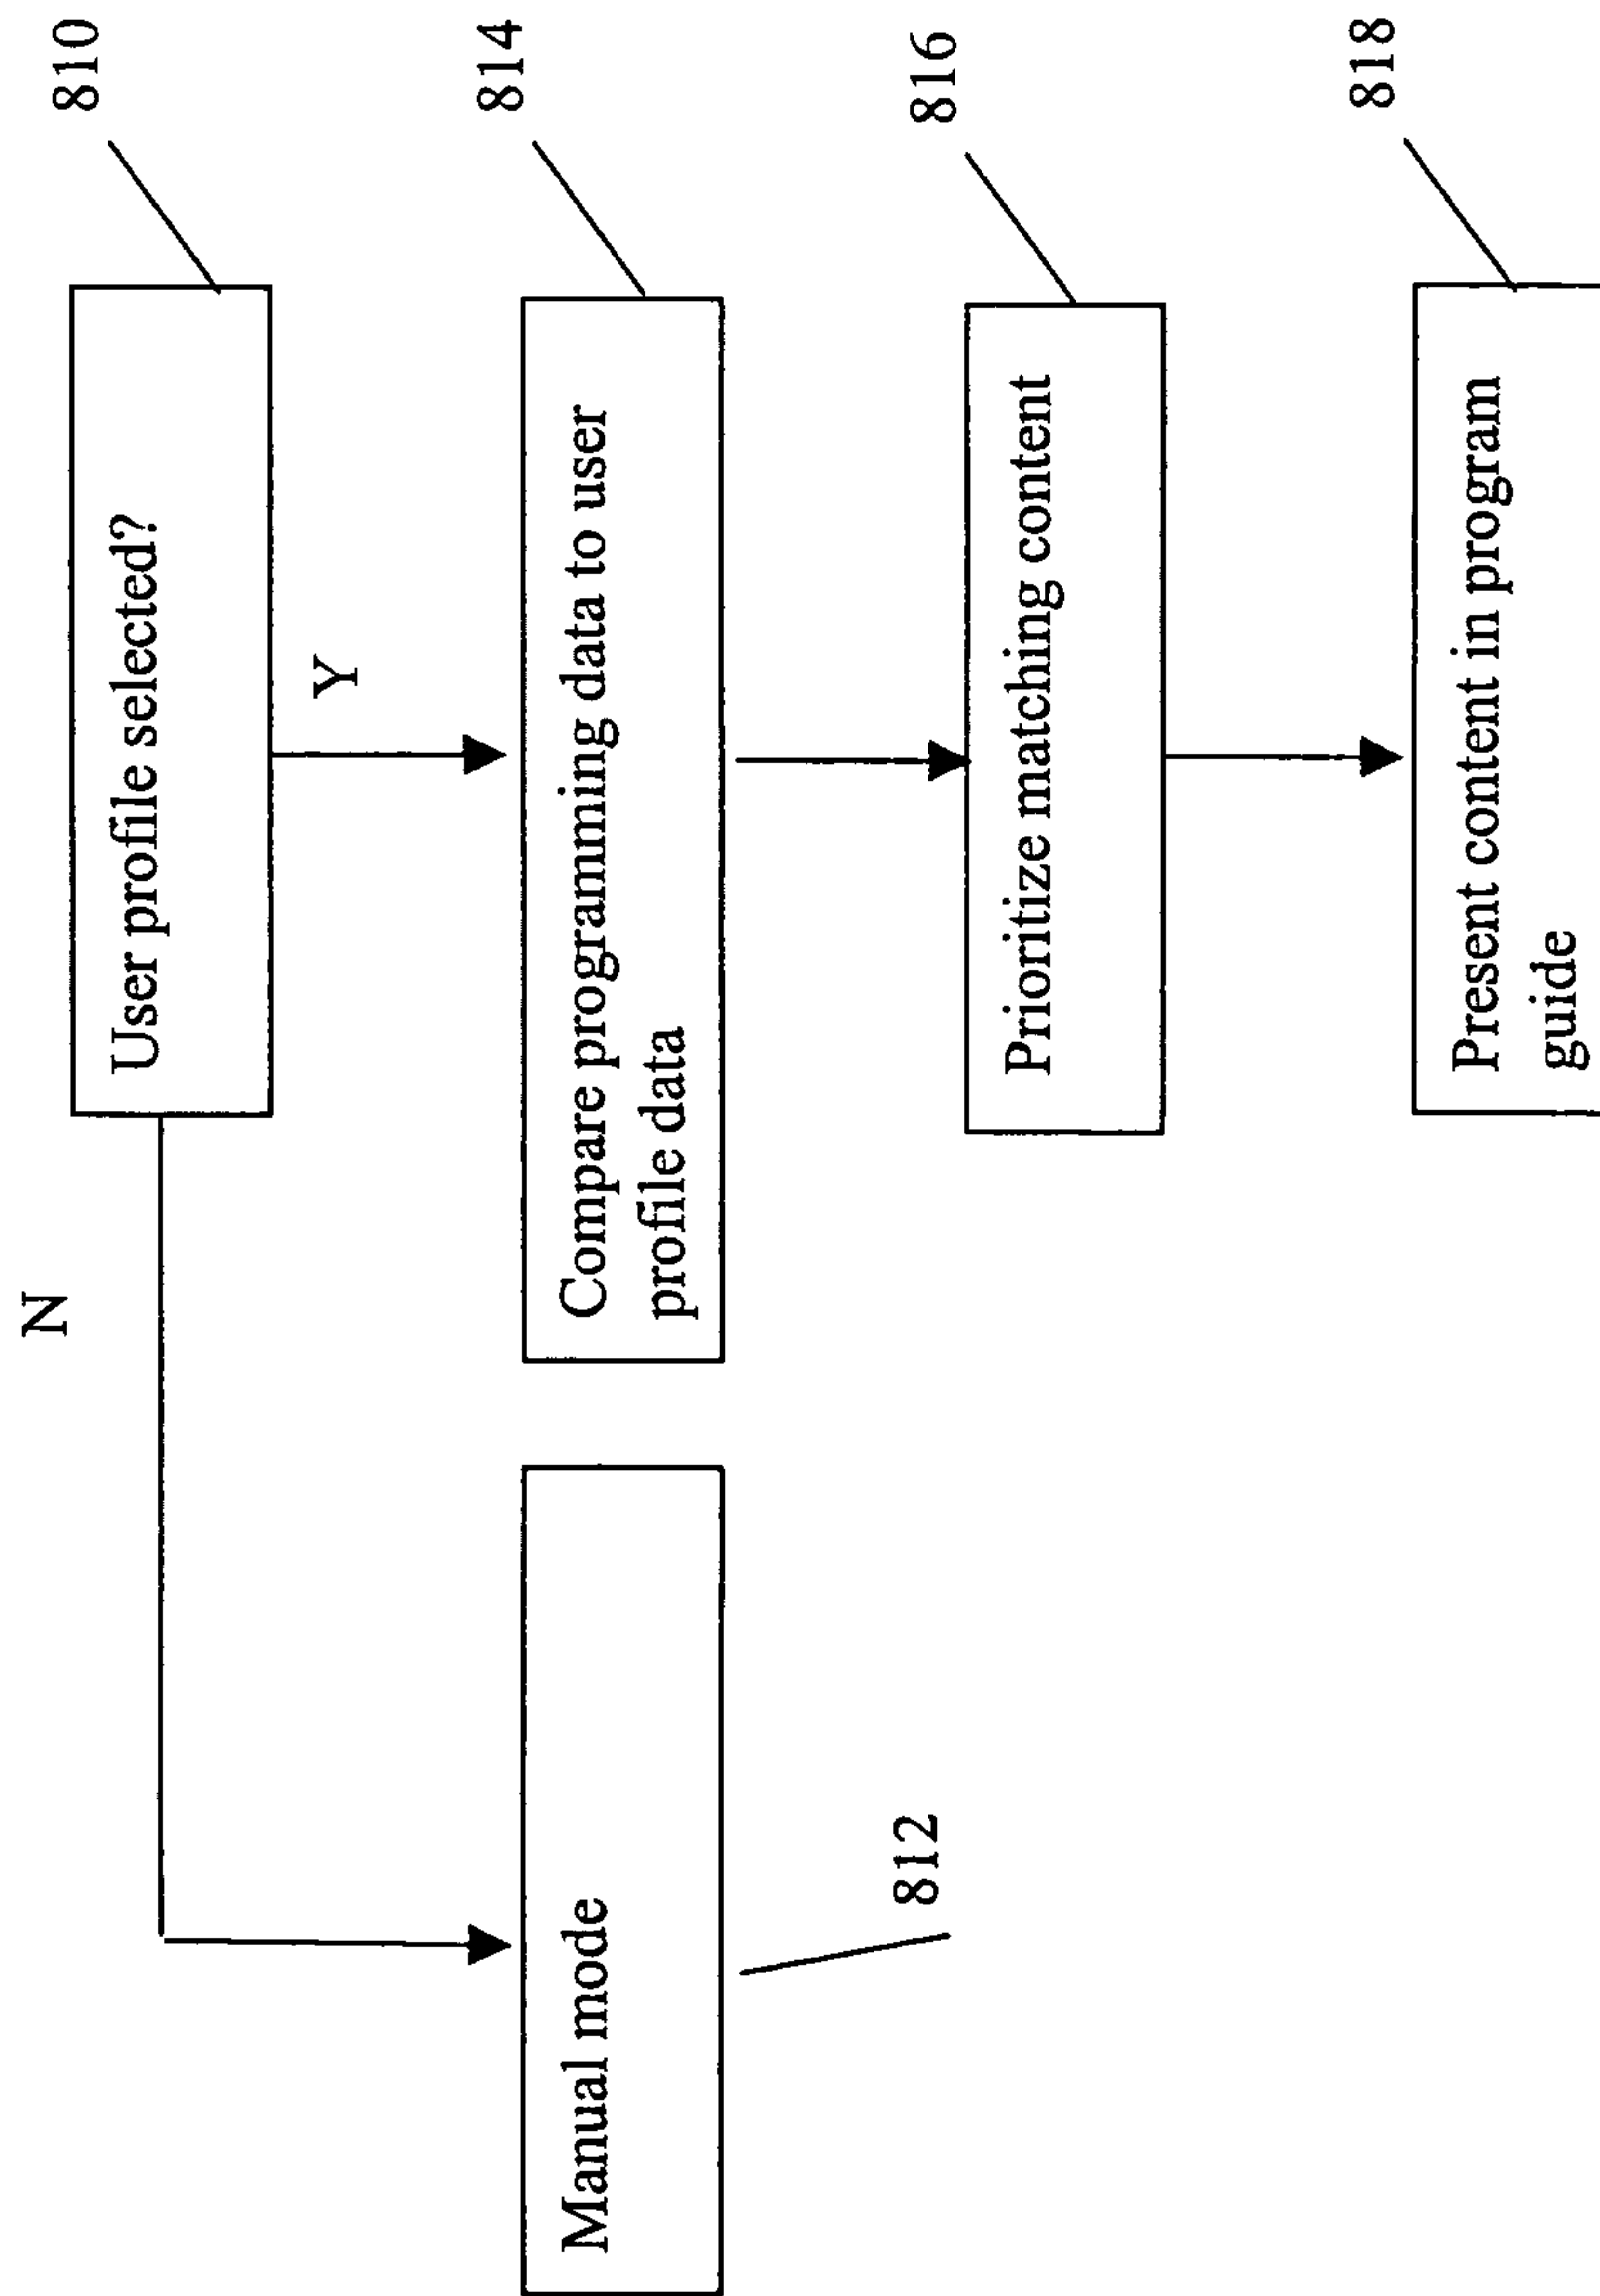 N
User profile selected?
810
Y
Manual mode
812
Compare programming data to user
profile data
814
Prioritize matching content
816
Present content in program
guide
818